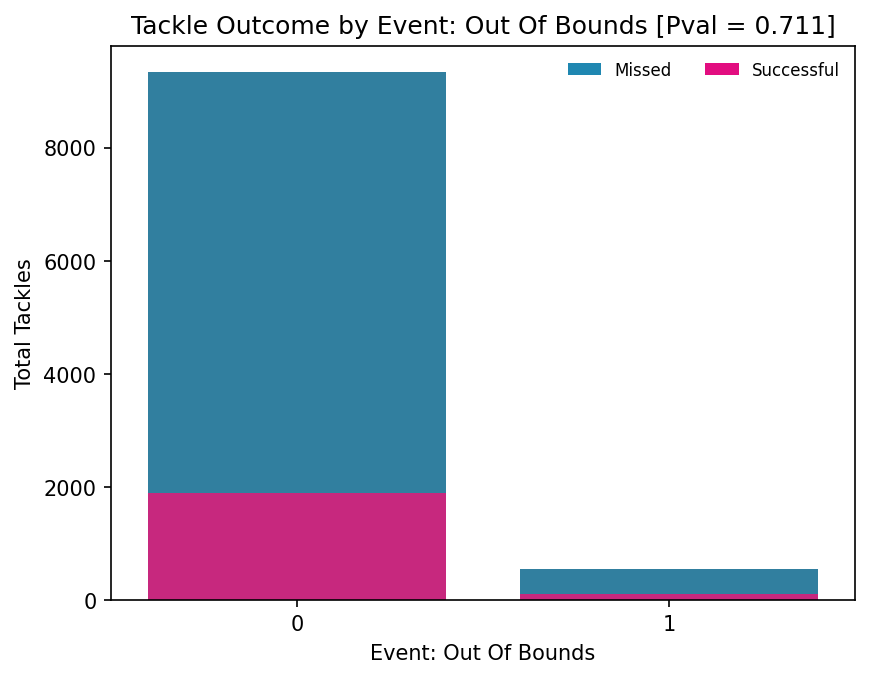 Tackle Outcome by Event: Out Of Bounds [Pval = 0.711]
Missed
Successful
8000
6000
4000
2000
0
Total Tackles
0
1
Event: Out Of Bounds